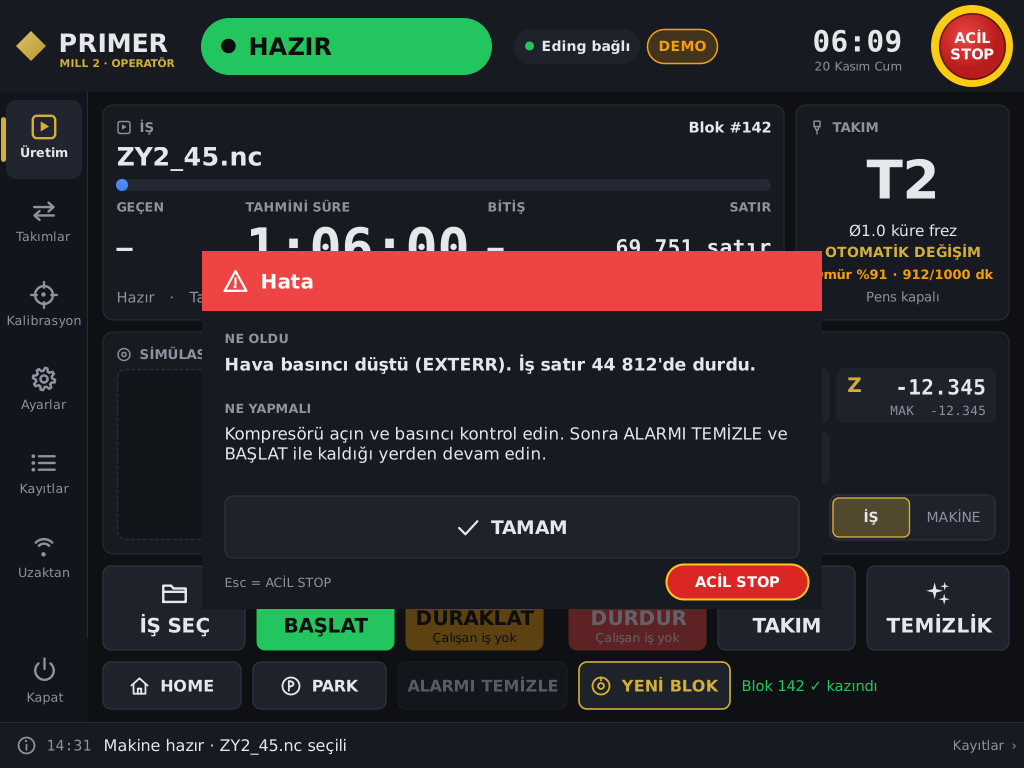 PRIMER
MILL 2 · OPERATÖR
HAZIR
Eding bağlı
DEMO
06:09
20 Kasım Cum
ACİL
STOP
Üretim
Takımlar
Kalibrasyon
Ayarlar
Kayıtlar
Uzaktan
Kapat
İŞ
Blok #142
ZY2_45.nc
GEÇEN
TAHMİNİ SÜRE
BİTİŞ
SATIR
–
1:06:00
–
69 751 satır
Hazır ·
TAKIM
T2
Ø1.0 küre frez
OTOMATİK DEĞİŞİM
%91 · 912/1000 dk
Pens kapalı
Hata
NE OLDU
Hava basıncı düştü (EXTERR). İş satır 44 812'de durdu.
NE YAPMALI
Kompresörü açın ve basıncı kontrol edin. Sonra ALARMI TEMİZLE ve
BAŞLAT ile kaldığı yerden devam edin.
TAMAM
Esc = ACİL STOP
ACİL STOP
Z
-12.345
MAK -12.345
İŞ
MAKİNE
İŞ SEÇ
BAŞLAT
DURAKLAT
Çalışan iş yok
DURDUR
Çalışan iş yok
TAKIM
TEMİZLİK
HOME
PARK
ALARMI TEMİZLE
YENİ BLOK
Blok 142 ✓ kazındı
14:31
Makine hazır · ZY2_45.nc seçili
Kayıtlar ›